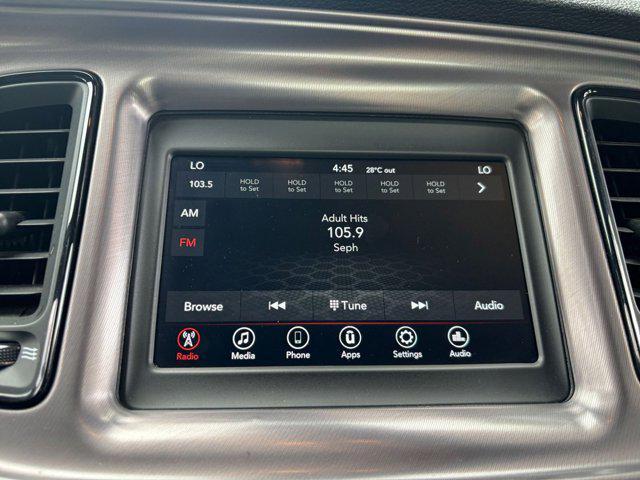 LO 4:45 28°C out LO
103.5 HOLD to Set HOLD to Set HOLD to Set HOLD to Set HOLD to Set
AM
Adult Hits
105.9
FM
Seph
Browse Tune Audio
Radio Media Phone Apps Settings Audio